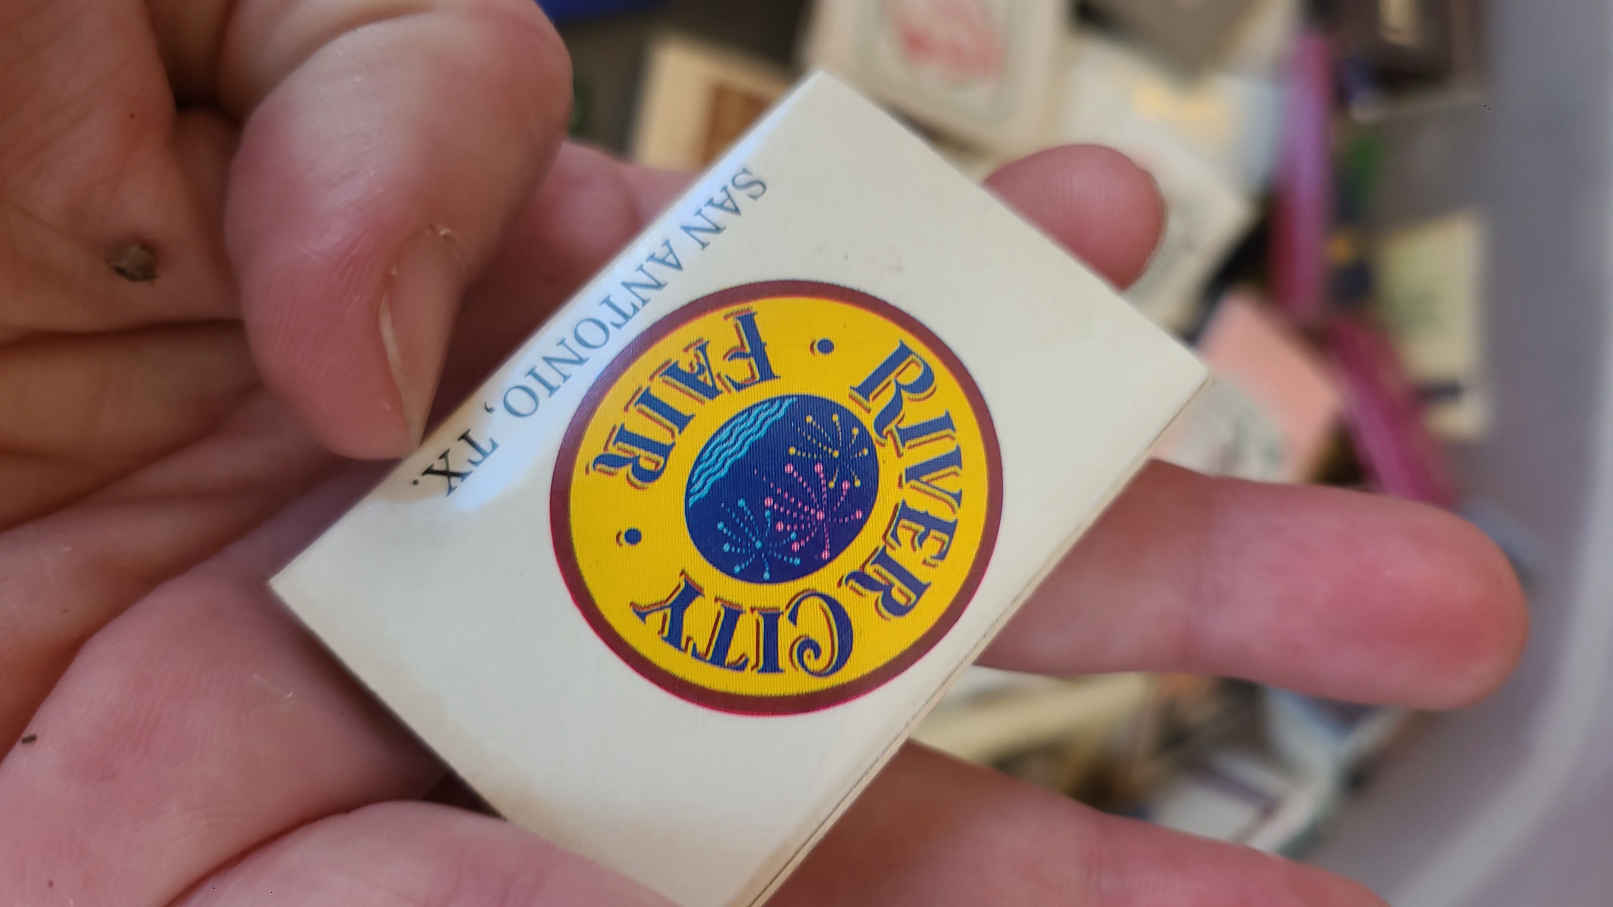 RIVER CITY
FAIR
SAN ANTONIO, TX.